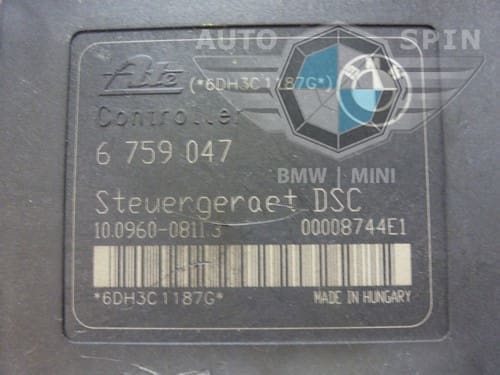 AUTO SPIN
Ate (*6DH3C1187G*)
Controller
BMW | MINI
6 759 047
Steuergeraet DSC
10.0960-0811.3 00008744E1
*6DH3C1187G*
MADE IN HUNGARY